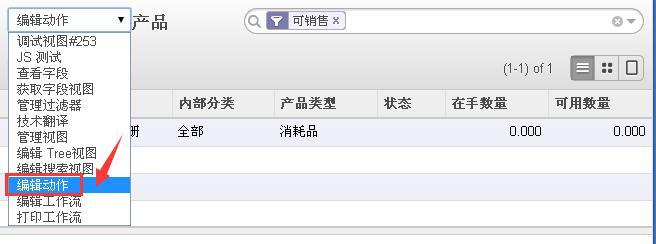 编辑动作
产品
可销售 ×
调试视图#253
JS 测试
查看字段
获取字段视图
管理过滤器
技术翻译
管理视图
编辑 Tree视图
编辑搜索视图
编辑动作
编辑工作流
打印工作流
(1-1) of 1
内部分类 产品类型 状态 在手数量 可用数量
册 全部 消耗品 0.000 0.000